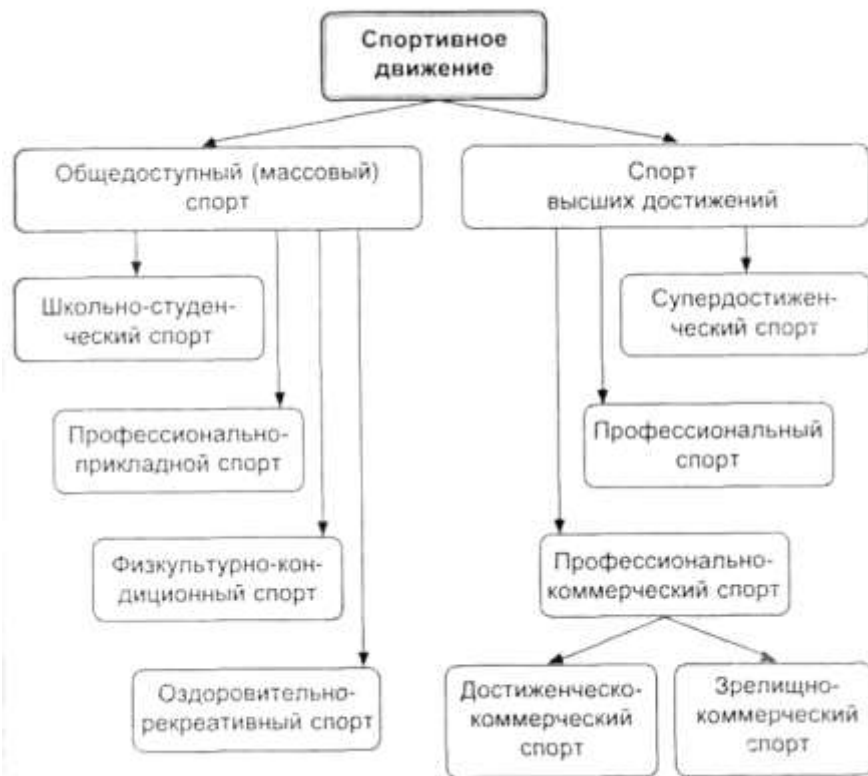 Спортивное
движение
Общедоступный (массовый)
спорт
Спорт
высших достижений
Школьно-студен-
ческий спорт
Супердостижен-
ческий спорт
Профессионально-
прикладной спорт
Профессиональный
спорт
Физкультурно-кон-
диционный спорт
Профессионально-
коммерческий спорт
Оздоровительно-
рекреативный спорт
Достиженческо-
коммерческий
спорт
Зрелищно-
коммерческий
спорт